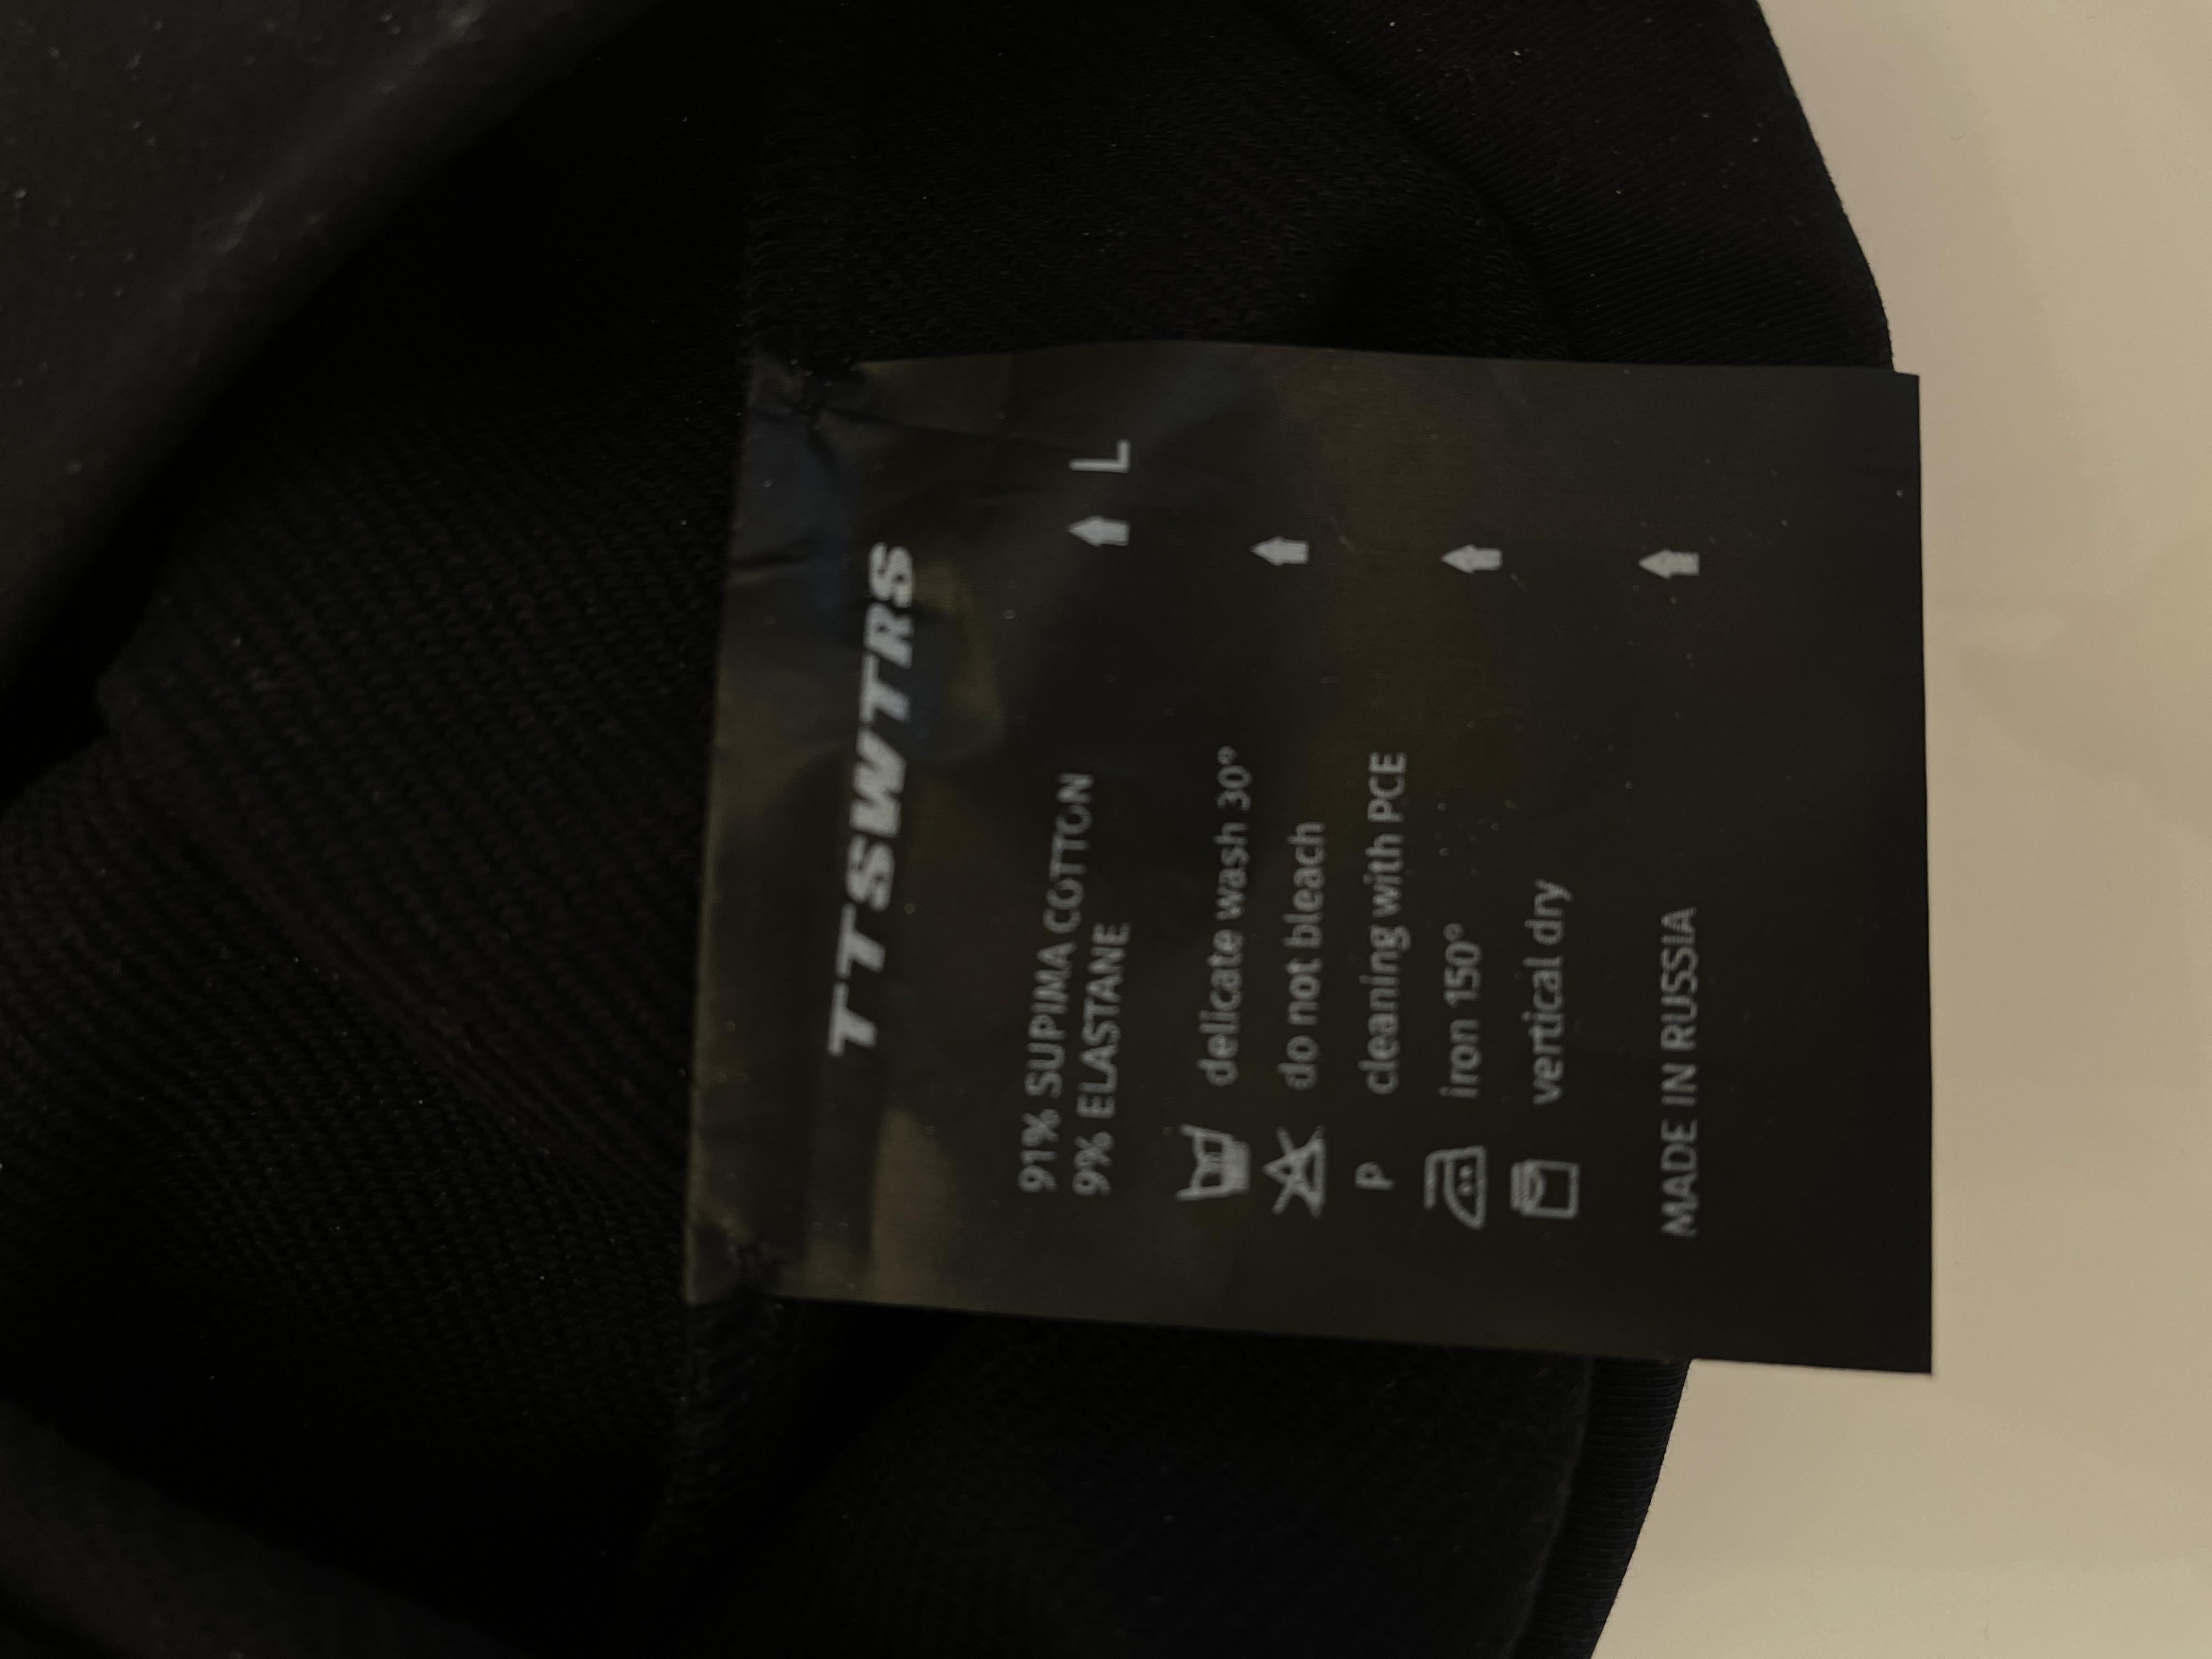 TTSWTRS
91% SUPIMA COTTON
9% ELASTANE
L
delicate wash 30°
do not bleach
P cleaning with PCE
iron 150°
vertical dry
MADE IN RUSSIA